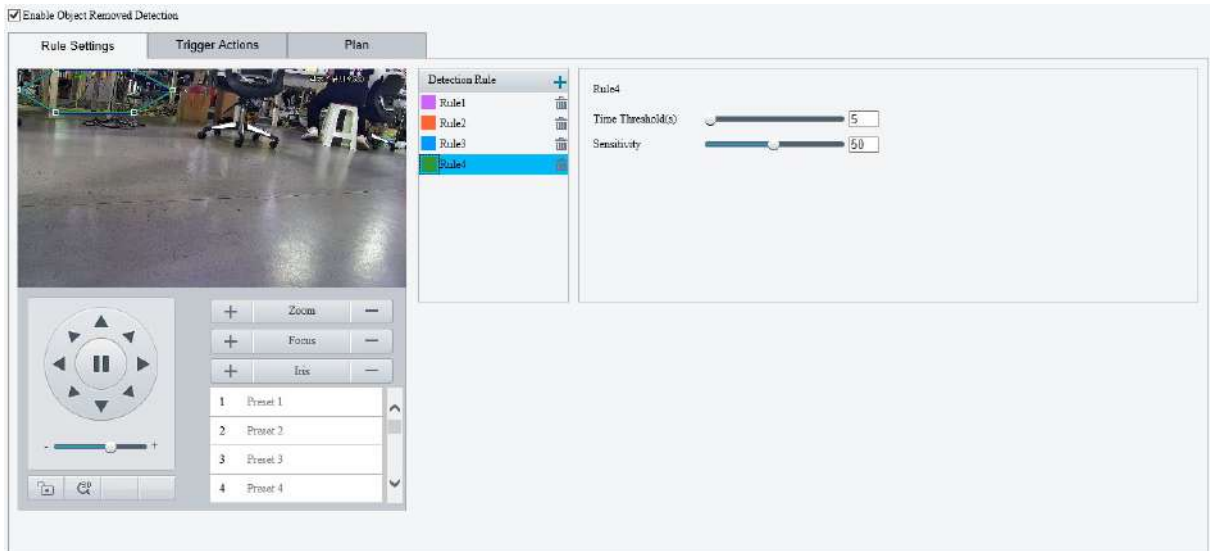 Enable Object Removed Detection
Rule Settings
Trigger Actions
Plan
Detection Rule
Rule1
Rule2
Rule3
Rule4
Rule4
Time Threshold(s)
5
Sensitivity
50
+ Zoom −
+ Focus −
+ Iris −
- +
1 Preset 1
2 Preset 2
3 Preset 3
4 Preset 4
3D